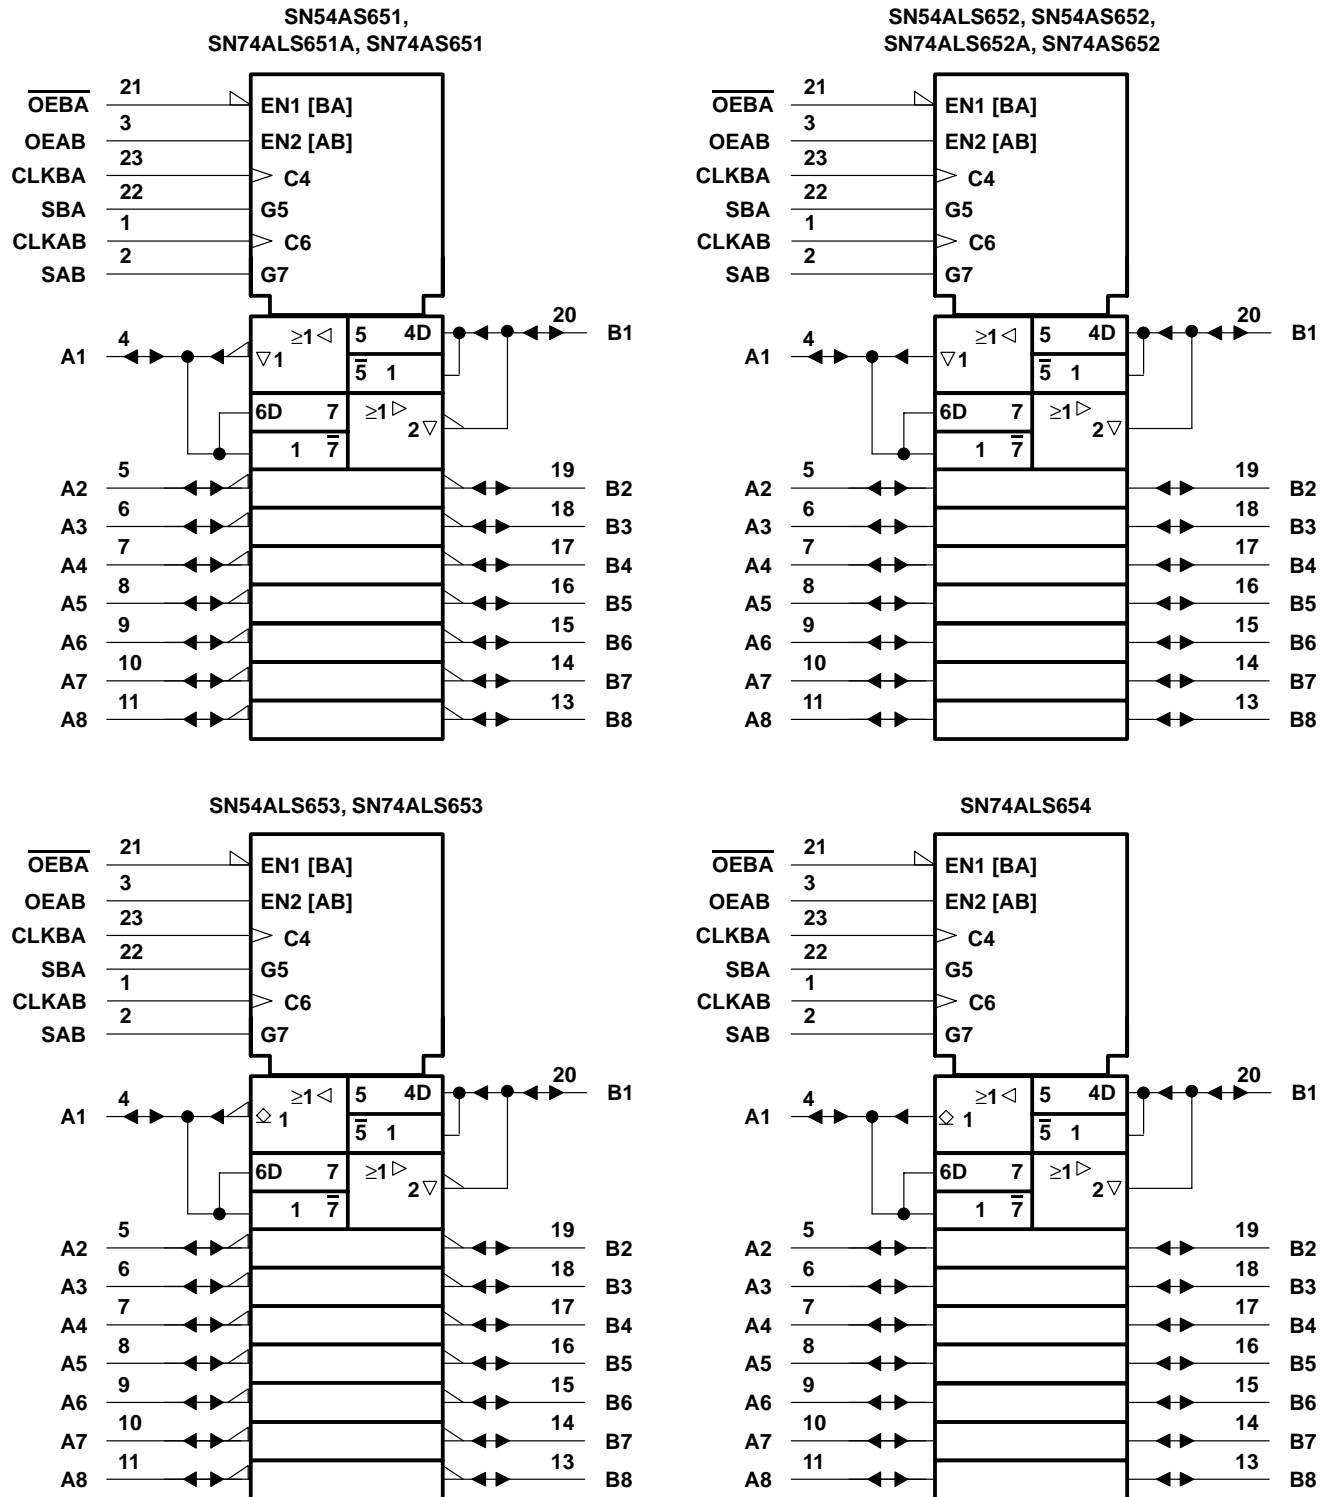 SN54AS651,
SN74ALS651A, SN74AS651
OEBA 21 EN1 [BA]
OEAB 3 EN2 [AB]
CLKBA 23 C4
SBA 22 G5
CLKAB 1 C6
SAB 2 G7
A1 4 ≥1 ◁ 5 4D 20 B1
▽ 1 5̅ 1
6D 7 ≥1 ▷
1 7̅ 2 ▽
A2 5 19 B2
A3 6 18 B3
A4 7 17 B4
A5 8 16 B5
A6 9 15 B6
A7 10 14 B7
A8 11 13 B8
SN54ALS652, SN54AS652,
SN74ALS652A, SN74AS652
OEBA 21 EN1 [BA]
OEAB 3 EN2 [AB]
CLKBA 23 C4
SBA 22 G5
CLKAB 1 C6
SAB 2 G7
A1 4 ≥1 ◁ 5 4D 20 B1
▽ 1 5̅ 1
6D 7 ≥1 ▷
1 7̅ 2 ▽
A2 5 19 B2
A3 6 18 B3
A4 7 17 B4
A5 8 16 B5
A6 9 15 B6
A7 10 14 B7
A8 11 13 B8
SN54ALS653, SN74ALS653
OEBA 21 EN1 [BA]
OEAB 3 EN2 [AB]
CLKBA 23 C4
SBA 22 G5
CLKAB 1 C6
SAB 2 G7
A1 4 ≥1 ◁ 5 4D 20 B1
◇ 1 5̅ 1
6D 7 ≥1 ▷
1 7̅ 2 ▽
A2 5 19 B2
A3 6 18 B3
A4 7 17 B4
A5 8 16 B5
A6 9 15 B6
A7 10 14 B7
A8 11 13 B8
SN74ALS654
OEBA 21 EN1 [BA]
OEAB 3 EN2 [AB]
CLKBA 23 C4
SBA 22 G5
CLKAB 1 C6
SAB 2 G7
A1 4 ≥1 ◁ 5 4D 20 B1
◇ 1 5̅ 1
6D 7 ≥1 ▷
1 7̅ 2 ▽
A2 5 19 B2
A3 6 18 B3
A4 7 17 B4
A5 8 16 B5
A6 9 15 B6
A7 10 14 B7
A8 11 13 B8